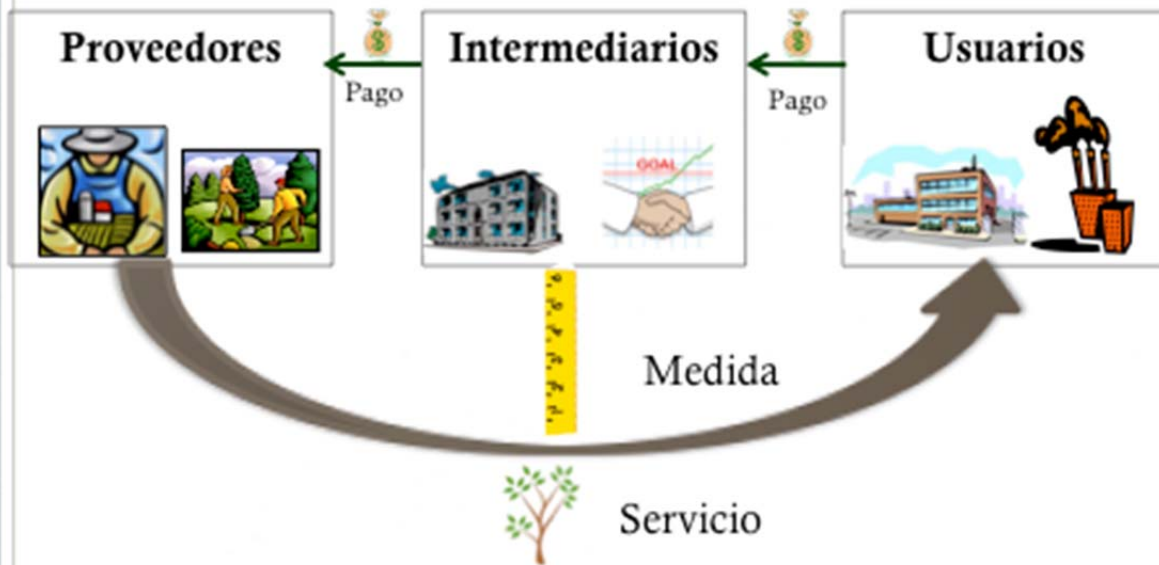 Proveedores
Pago
Intermediarios
Pago
Usuarios
GOAL
Medida
Servicio